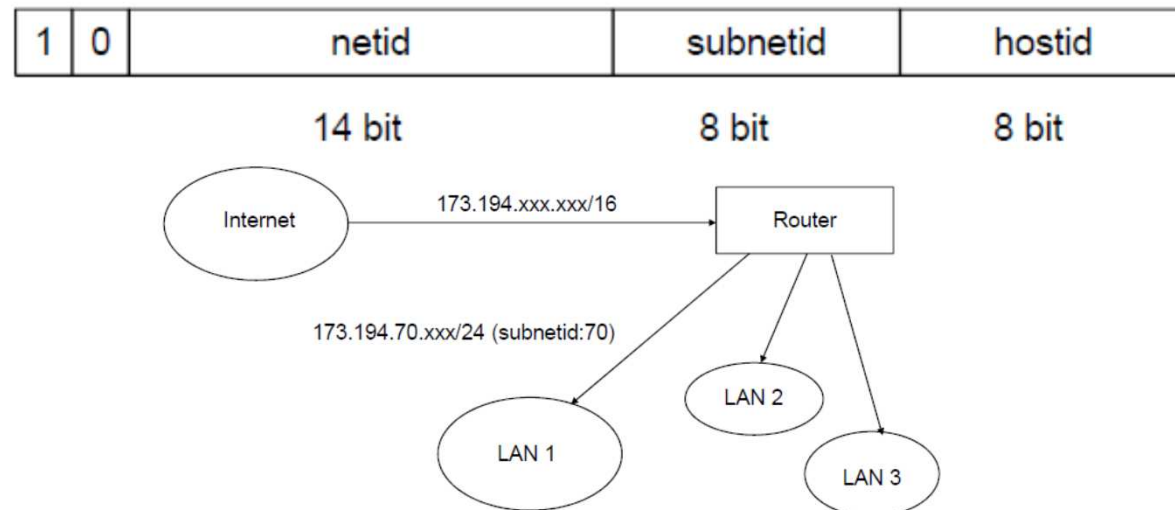 1 0 netid subnetid hostid
14 bit 8 bit 8 bit
173.194.xxx.xxx/16
Internet Router
173.194.70.xxx/24 (subnetid:70)
LAN 2
LAN 1
LAN 3